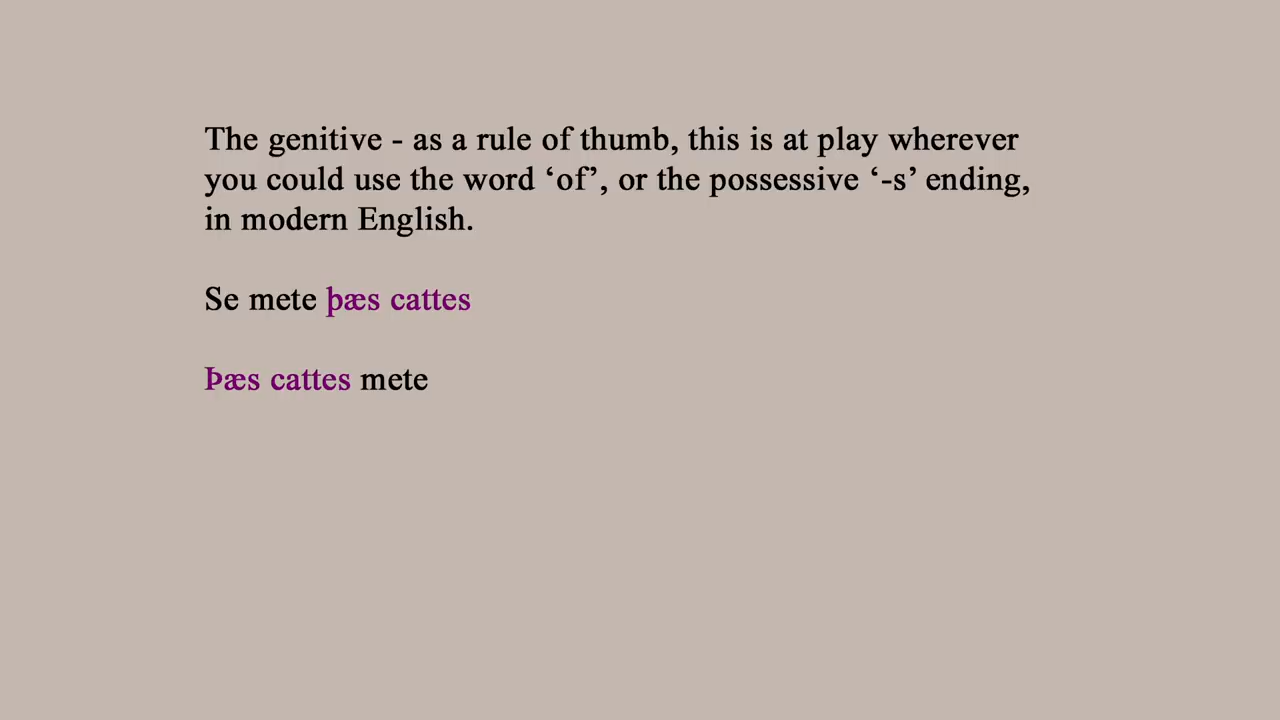 The genitive - as a rule of thumb, this is at play wherever
you could use the word ‘of’, or the possessive ‘-s’ ending,
in modern English.
Se mete þæs cattes
Þæs cattes mete